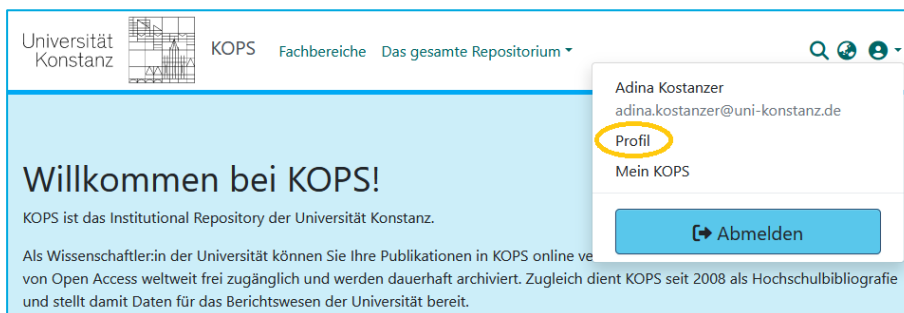 Universität
Konstanz
KOPS Fachbereiche Das gesamte Repositorium
Adina Kostanzer
adina.kostanzer@uni-konstanz.de
Profil
Mein KOPS
Abmelden
Willkommen bei KOPS!
KOPS ist das Institutional Repository der Universität Konstanz.
Als Wissenschaftler:in der Universität können Sie Ihre Publikationen in KOPS online
von Open Access weltweit frei zugänglich und werden dauerhaft archiviert. Zugleich dient KOPS seit 2008 als Hochschulbibliografie
und stellt damit Daten für das Berichtswesen der Universität bereit.